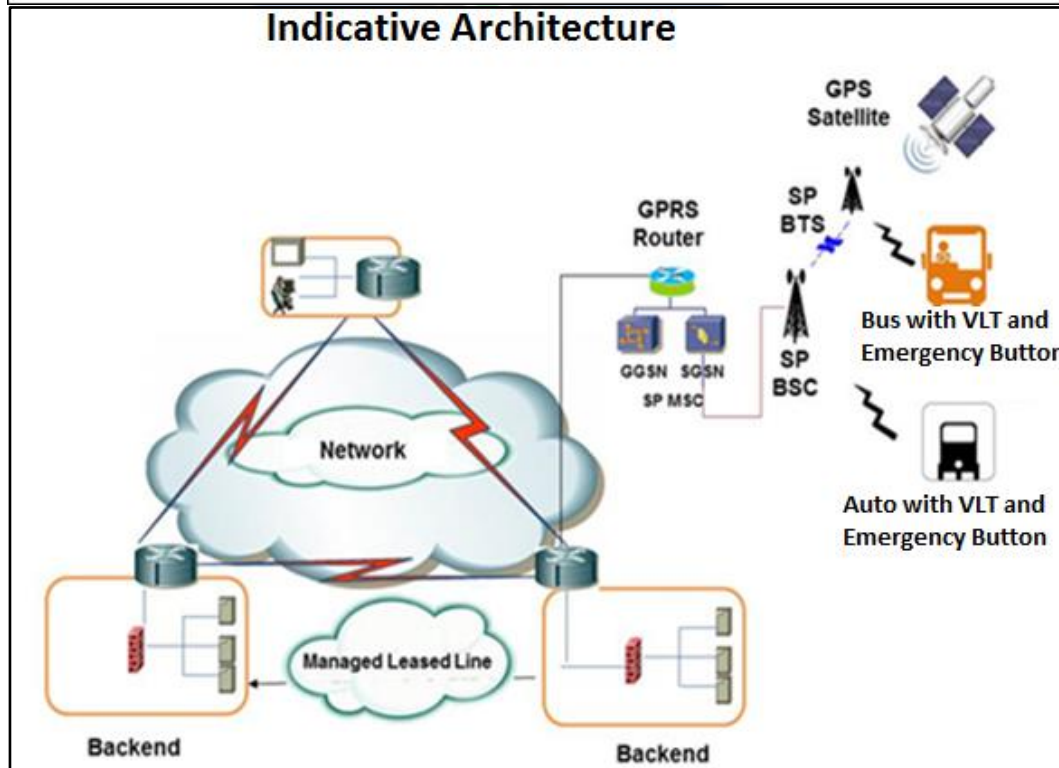 Indicative Architecture
GPS
Satellite
SP
BTS
GPRS
Router
Bus with VLT and
Emergency Button
GGSN
SGSN
SP MSC
SP
BSC
Network
Auto with VLT and
Emergency Button
Managed Leased Line
Backend
Backend